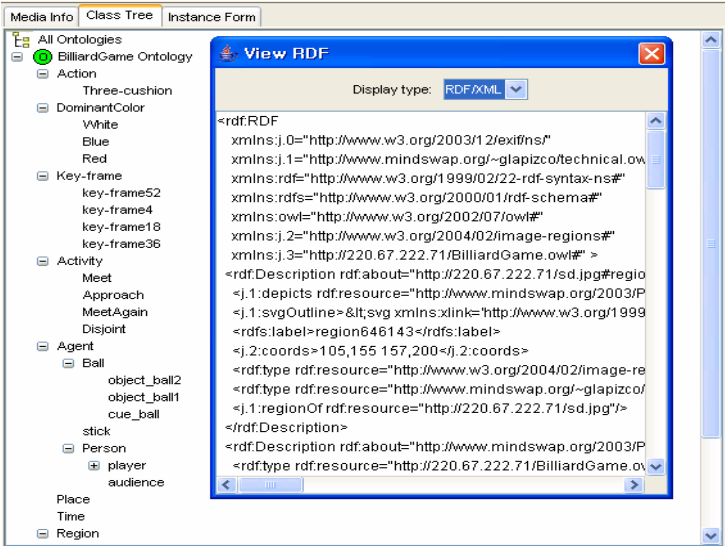 Media Info Class Tree Instance Form
All Ontologies
BilliardGame Ontology
Action
Three-cushion
DominantColor
White
Blue
Red
Key-frame
key-frame52
key-frame4
key-frame18
key-frame36
Activity
Meet
Approach
MeetAgain
Disjoint
Agent
Ball
object_ball2
object_ball1
cue_ball
stick
Person
player
audience
Place
Time
Region
View RDF
Display type: RDF/XML
<rdf:RDF
xmlns:j.0="http://www.w3.org/2003/12/exif/ns/"
xmlns:j.1="http://www.mindswap.org/~glapizco/technical.ow
xmlns:rdf="http://www.w3.org/1999/02/22-rdf-syntax-ns#"
xmlns:rdfs="http://www.w3.org/2000/01/rdf-schema#"
xmlns:owl="http://www.w3.org/2002/07/owl#"
xmlns:j.2="http://www.w3.org/2004/02/image-regions#"
xmlns:j.3="http://220.67.222.71/BilliardGame.owl#" >
<rdf:Description rdf:about="http://220.67.222.71/sd.jpg#regio
<j.1:depicts rdf:resource="http://www.mindswap.org/2003/P
<j.1:svgOutline>&lt;svg xmlns:xlink='http://www.w3.org/1999
<rdfs:label>region646143</rdfs:label>
<j.2:coords>105,155 157,200</j.2:coords>
<rdf:type rdf:resource="http://www.w3.org/2004/02/image-re
<rdf:type rdf:resource="http://www.mindswap.org/~glapizco/
<j.1:regionOf rdf:resource="http://220.67.222.71/sd.jpg"/>
</rdf:Description>
<rdf:Description rdf:about="http://www.mindswap.org/2003/P
<rdf:type rdf:resource="http://220.67.222.71/BilliardGame.ov